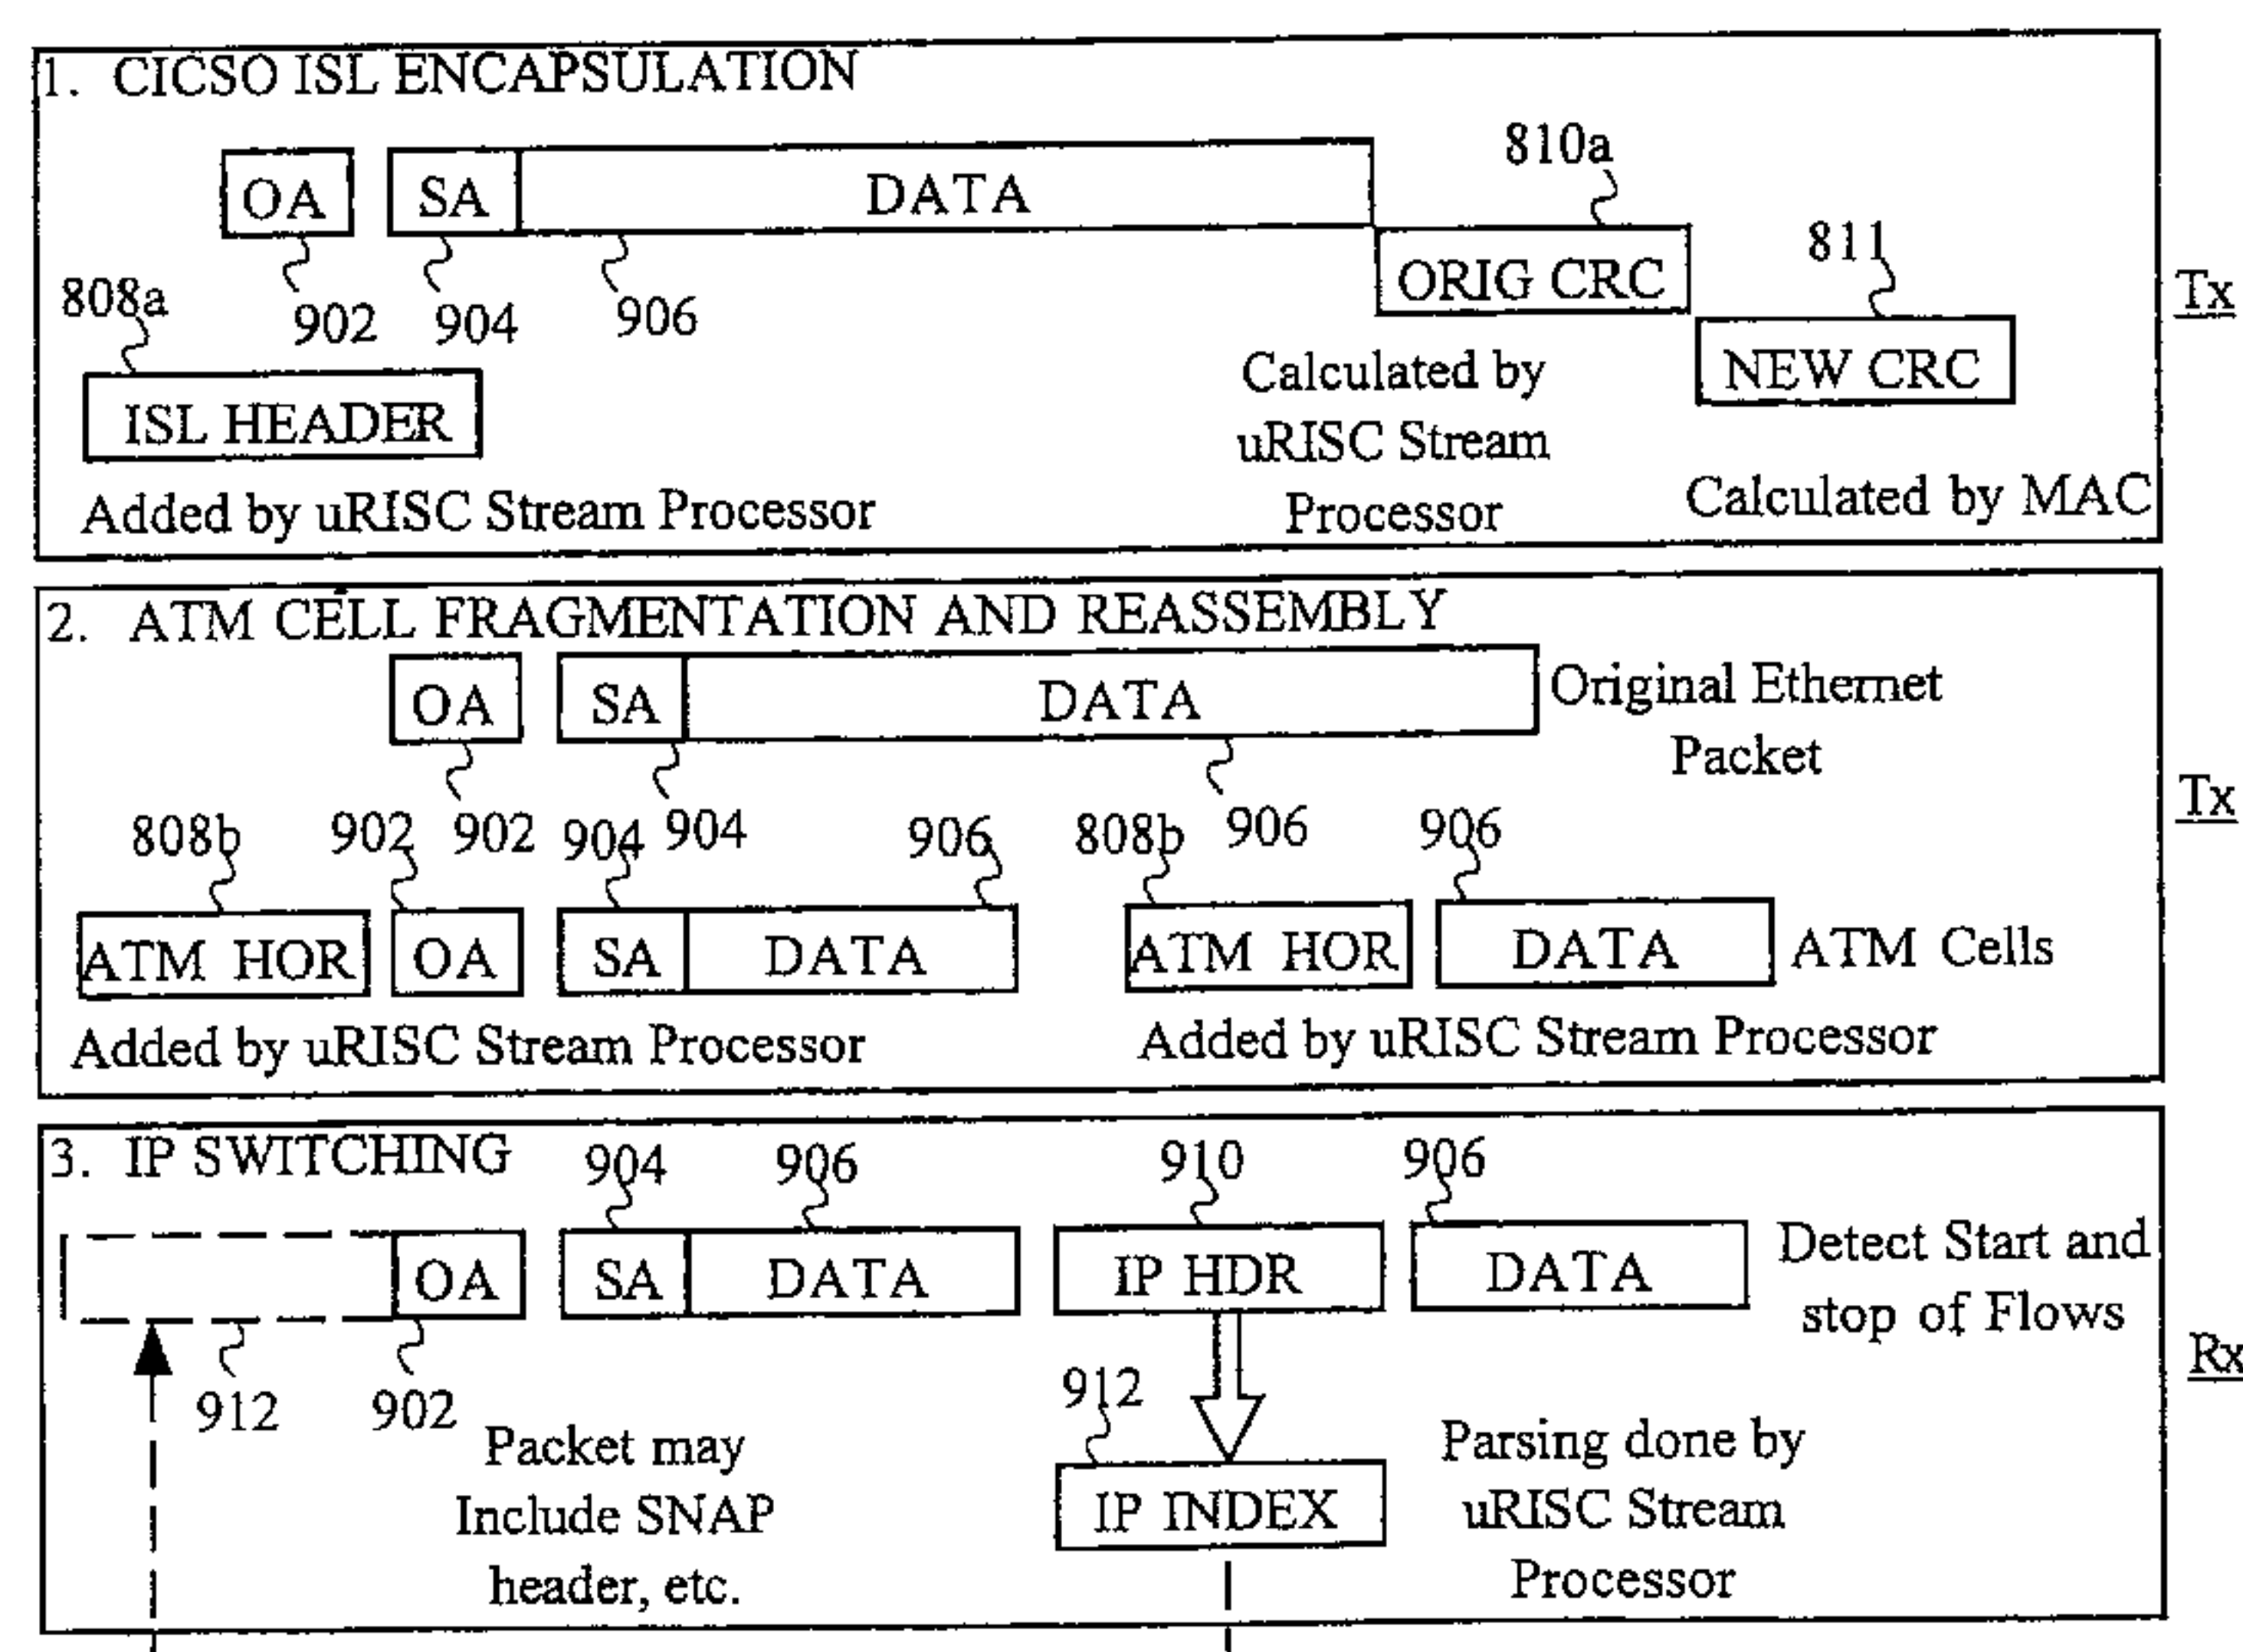 1. CICSO ISL ENCAPSULATION
810a
OA SA DATA
811
808a
902 904 906
ORIG CRC
Tx
NEW CRC
ISL HEADER
Calculated by
uRISC Stream
Processor
Added by uRISC Stream Processor
Calculated by MAC
2. ATM CELL FRAGMENTATION AND REASSEMBLY
OA SA DATA
Original Ethernet
Packet
Tx
808b 902 902 904 904 906 808b 906 906
ATM HOR OA SA DATA ATM HOR DATA ATM Cells
Added by uRISC Stream Processor
Added by uRISC Stream Processor
3. IP SWITCHING
904 906 910 906
OA SA DATA IP HDR DATA
Detect Start and
stop of Flows
Rx
912 902
912
Packet may
Include SNAP
header, etc.
IP INDEX
Parsing done by
uRISC Stream
Processor